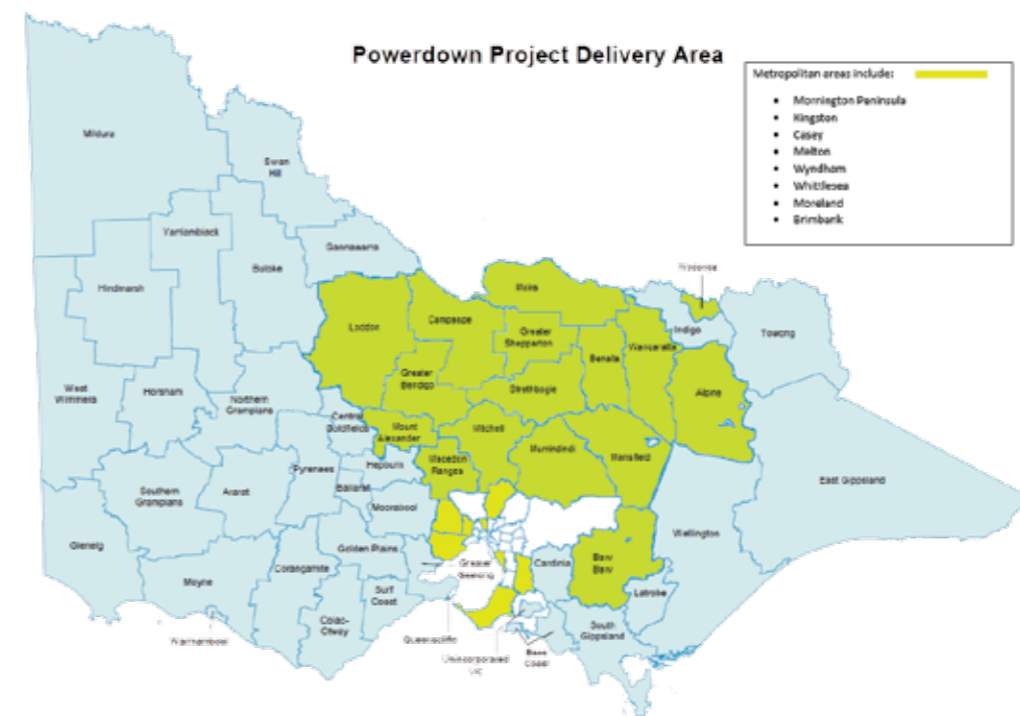 Powerdown Project Delivery Area
Metropolitan areas include:
• Mornington Peninsula
• Kingston
• Casey
• Melton
• Wyndham
• Whittlesea
• Moreland
• Brimbank
Mildura
Swan
Hill
Yarriambiack
Gannawarra
Buloke
Hindmarsh
Wodonga
Moira
Indigo
Towong
Loddon
Campaspe
Greater
Shepparton
Wangaratta
Benalla
Greater
Bendigo
Strathbogie
Alpine
West
Wimmera
Horsham
Northern
Grampians
Central
Goldfields
Mount
Alexander
Mitchell
Murrindindi
Mansfield
Macedon
Ranges
Hepburn
Pyrenees
Ballarat
Moorabool
Southern
Grampians
Ararat
East Gippsland
Wellington
Glenelg
Golden Plains
Greater
Geelong
Cardinia
Baw
Baw
Moyne
Corangamite
Surf
Coast
Latrobe
Colac-
Otway
South
Gippsland
Warrnambool
Queenscliffe
Unincorporated
Vic
Bass
Coast